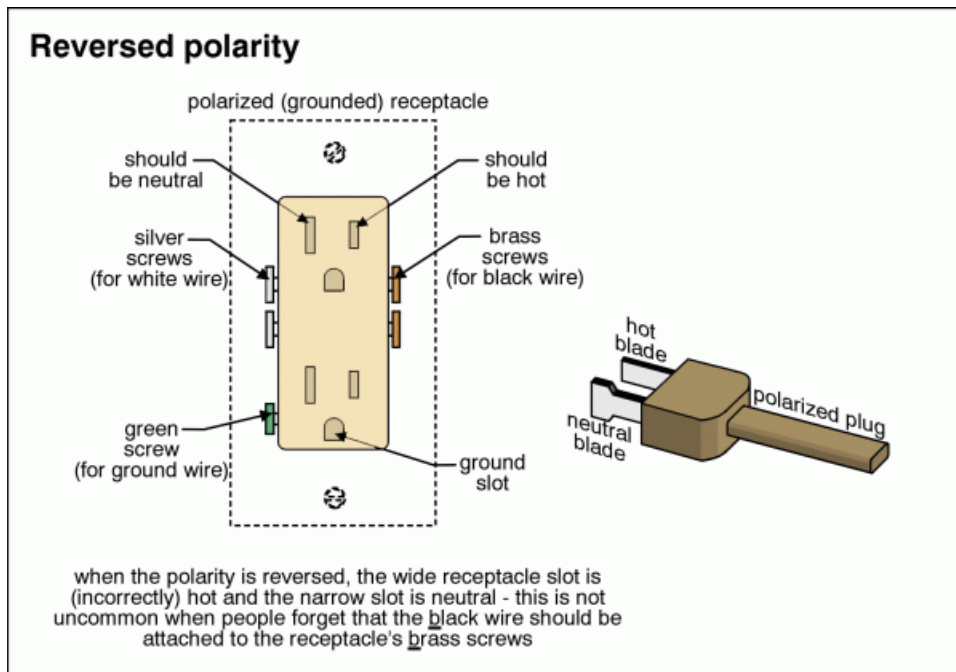 Reversed polarity
polarized (grounded) receptacle
should
be neutral
should
be hot
silver
screws
(for white wire)
brass
screws
(for black wire)
hot
blade
polarized plug
neutral
blade
green
screw
(for ground wire)
ground
slot
when the polarity is reversed, the wide receptacle slot is
(incorrectly) hot and the narrow slot is neutral - this is not
uncommon when people forget that the black wire should be
attached to the receptacle's brass screws